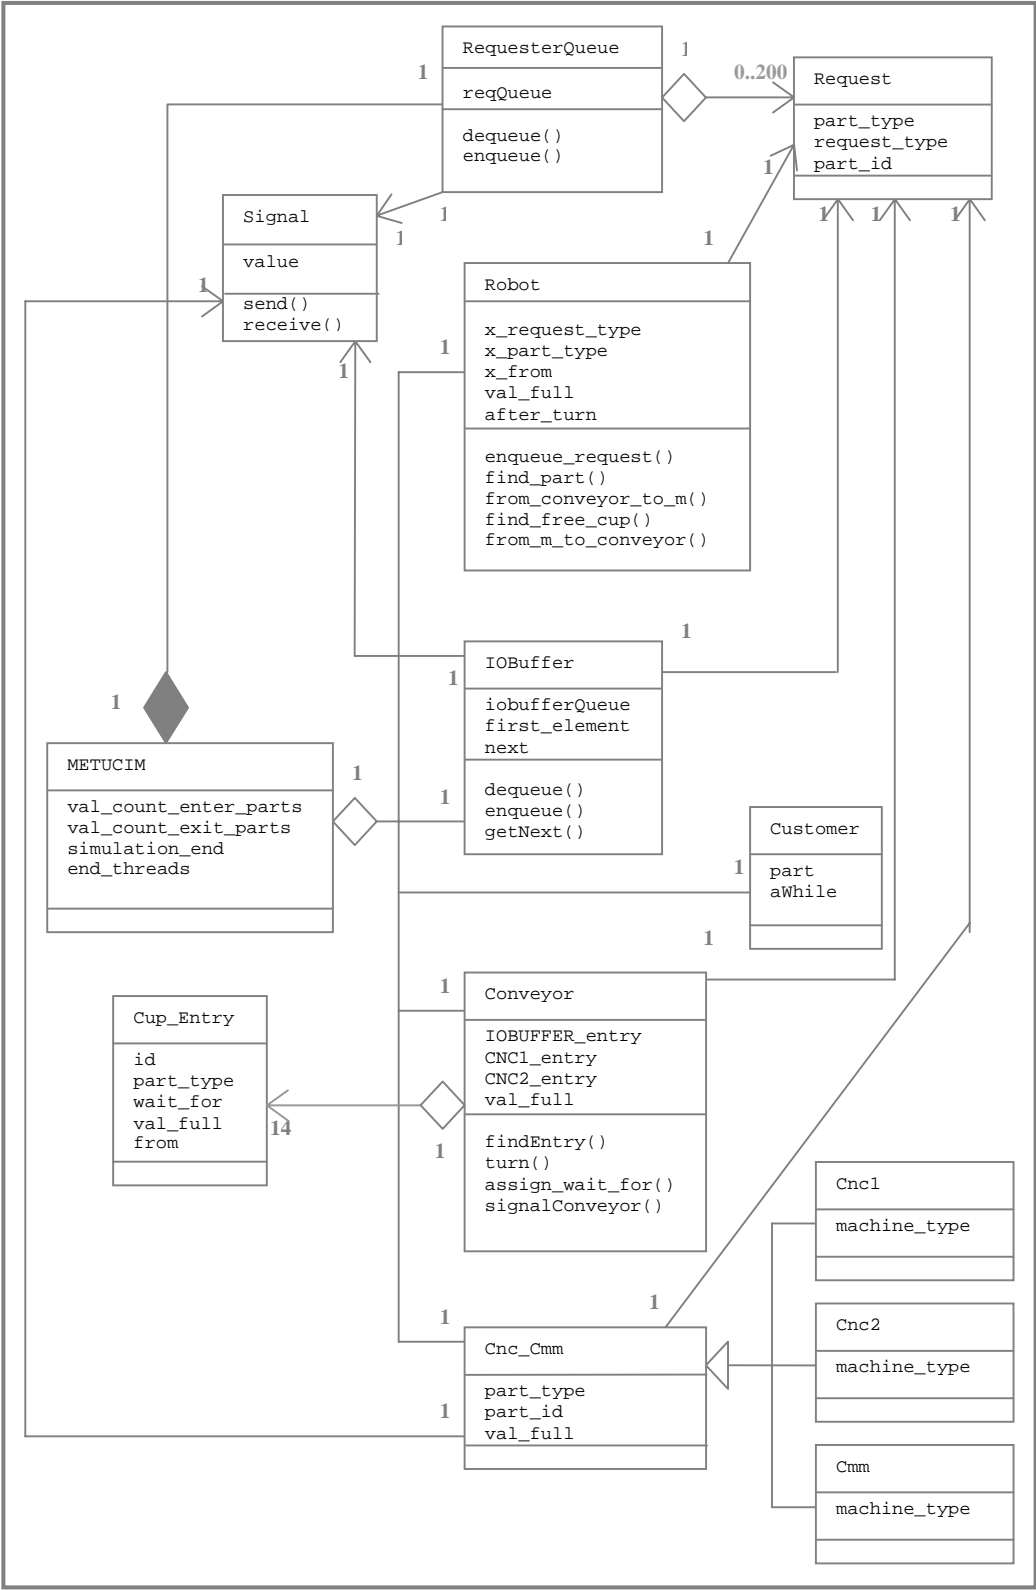 RequesterQueue
reqQueue
dequeue()
enqueue()
1
1
0..200
Request
part_type
request_type
part_id
1
1
1
1
1
Signal
value
send()
receive()
1
1
1
1
Robot
x_request_type
x_part_type
x_from
val_full
after_turn
enqueue_request()
find_part()
from_conveyor_to_m()
find_free_cup()
from_m_to_conveyor()
1
1
IOBuffer
iobufferQueue
first_element
next
dequeue()
enqueue()
getNext()
1
1
1
METUCIM
val_count_enter_parts
val_count_exit_parts
simulation_end
end_threads
1
1
Customer
part
aWhile
1
1
Conveyor
IOBUFFER_entry
CNC1_entry
CNC2_entry
val_full
findEntry()
turn()
assign_wait_for()
signalConveyor()
1
Cup_Entry
id
part_type
wait_for
val_full
from
14
1
Cnc1
machine_type
1
1
Cnc2
machine_type
Cnc_Cmm
part_type
part_id
val_full
1
Cmm
machine_type